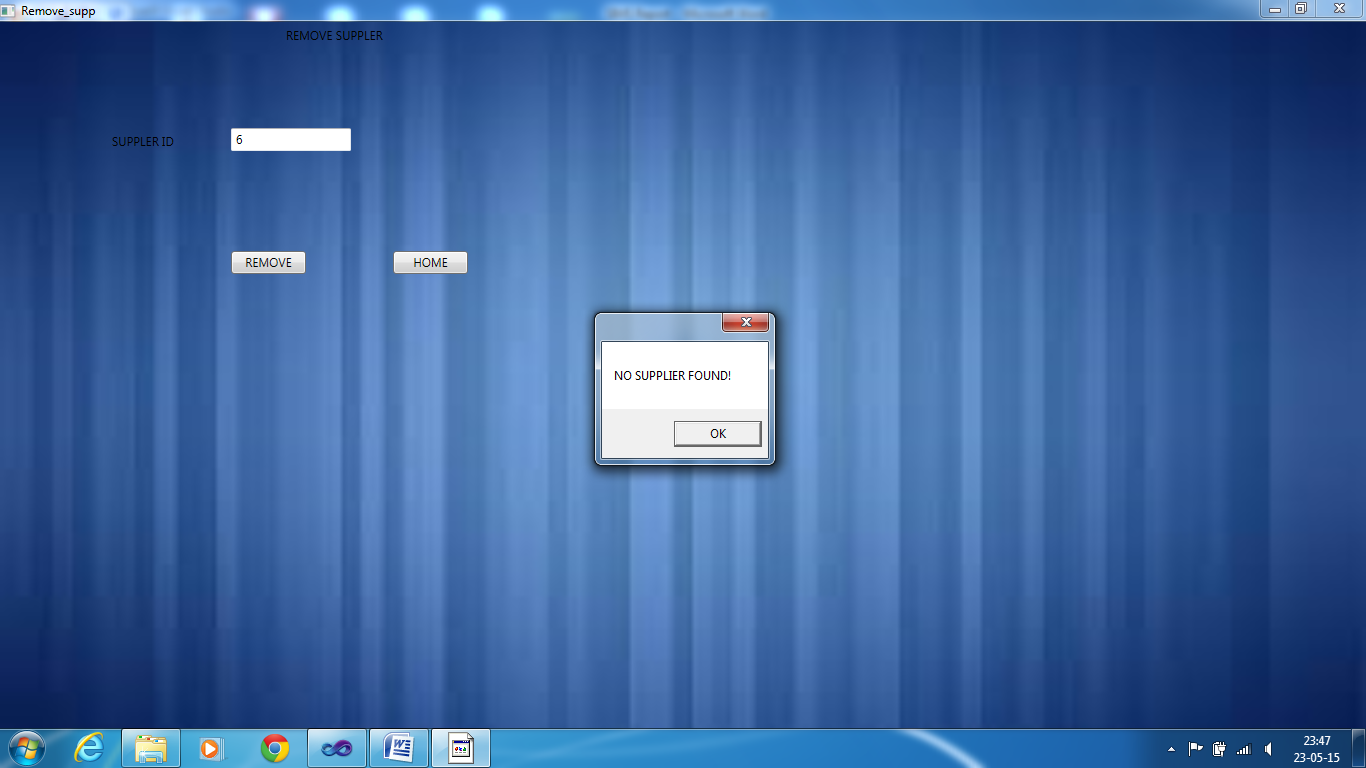 Remove_supp
REMOVE SUPPLER
SUPPLER ID
6
REMOVE
HOME
NO SUPPLIER FOUND!
OK
23:47
23-05-15